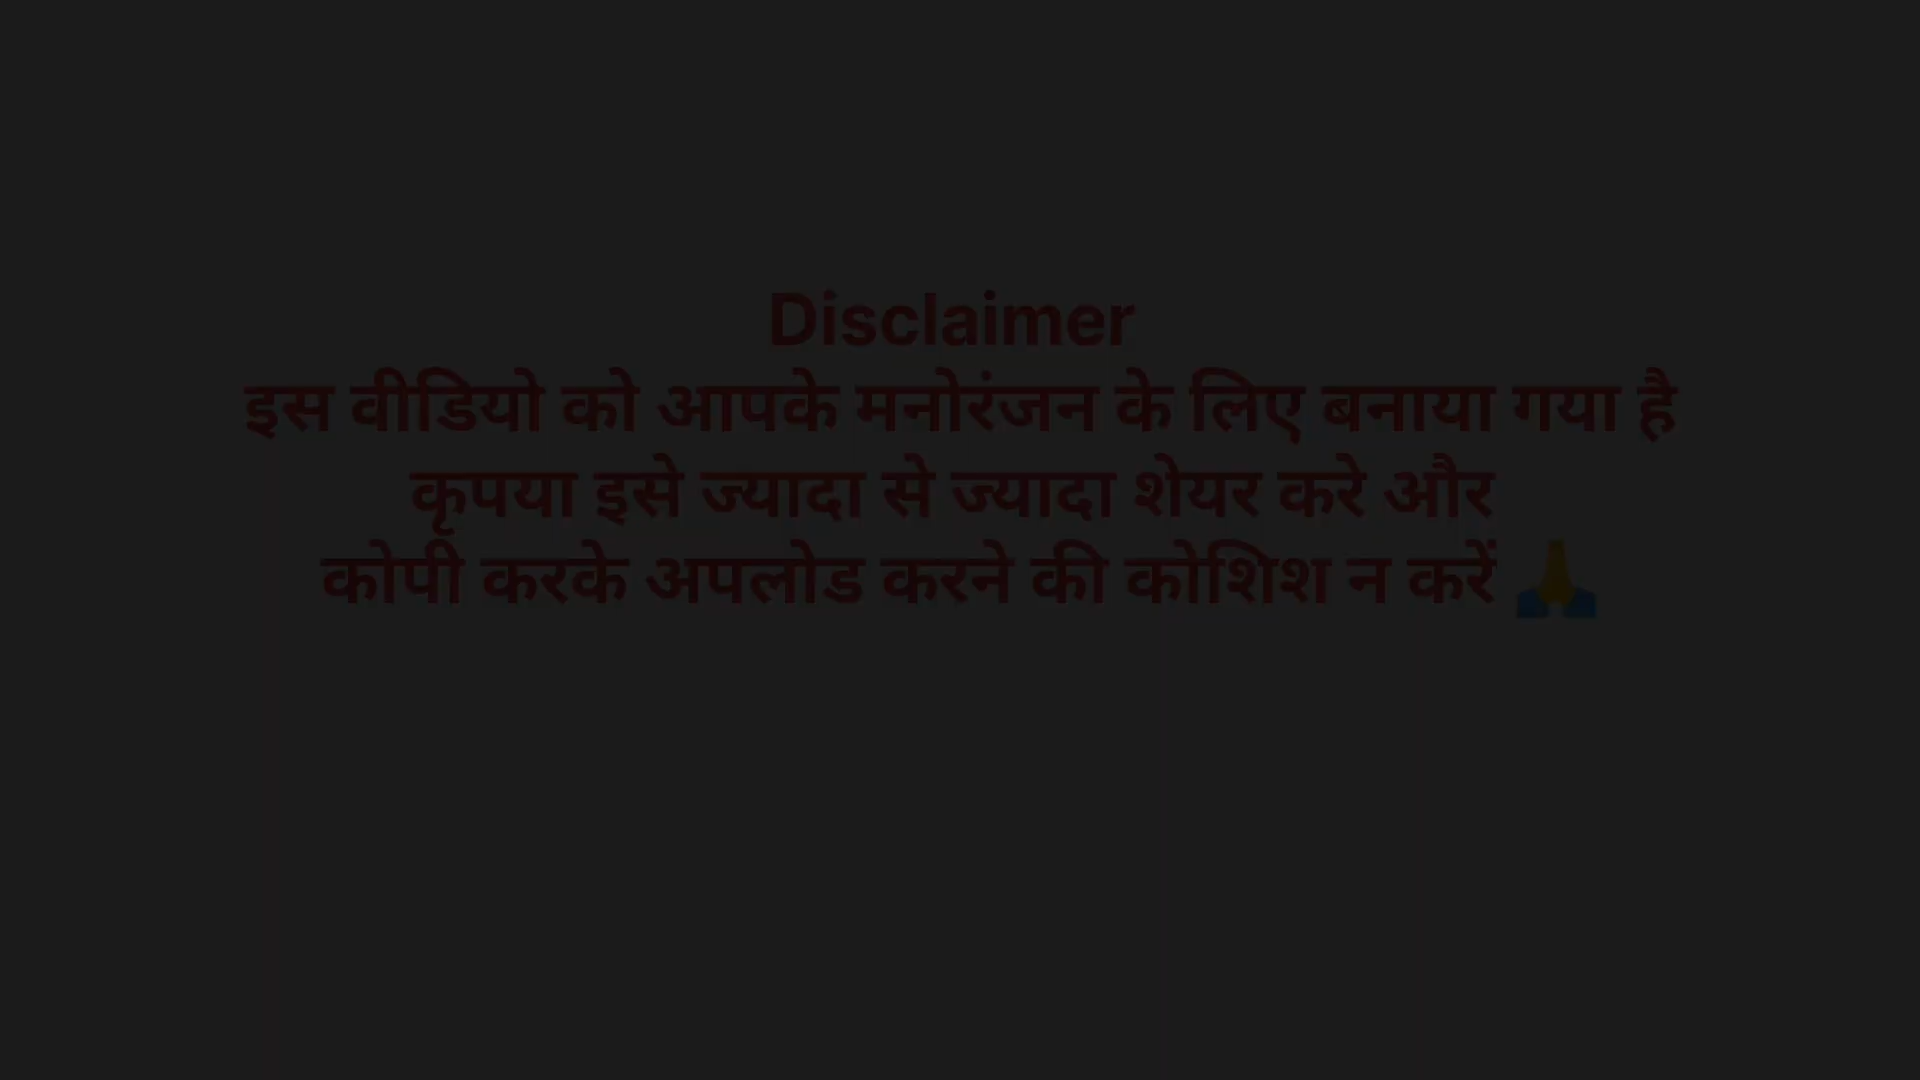 Disclaimer
इस वीडियो को आपके मनोरंजन के लिए बनाया गया है
कृपया इसे ज्यादा से ज्यादा शेयर करे और
कोपी करके अपलोड करने की कोशिश न करें 🙏